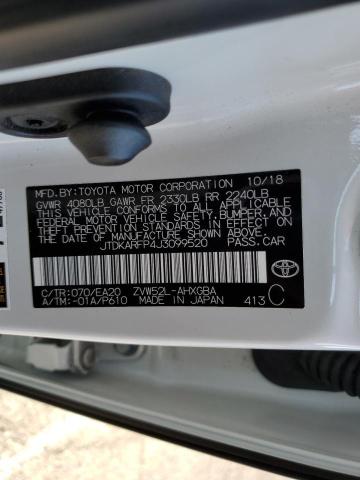 MFD.BY:TOYOTA MOTOR CORPORATION 10/18
GVWR 4080LB GAWR FR 2330LB RR 2240LB
THIS VEHICLE CONFORMS TO ALL APPLICABLE
FEDERAL MOTOR VEHICLE SAFETY, BUMPER, AND
THEFT PREVENTION STANDARDS IN EFFECT ON THE
DATE OF MANUFACTURE SHOWN ABOVE.
JTDKARFP4J3099520 PASS.CAR
C/TR:070/EA20 ZVW52L-AHXGBA
A/TM:-01A/P610 MADE IN JAPAN 413 C